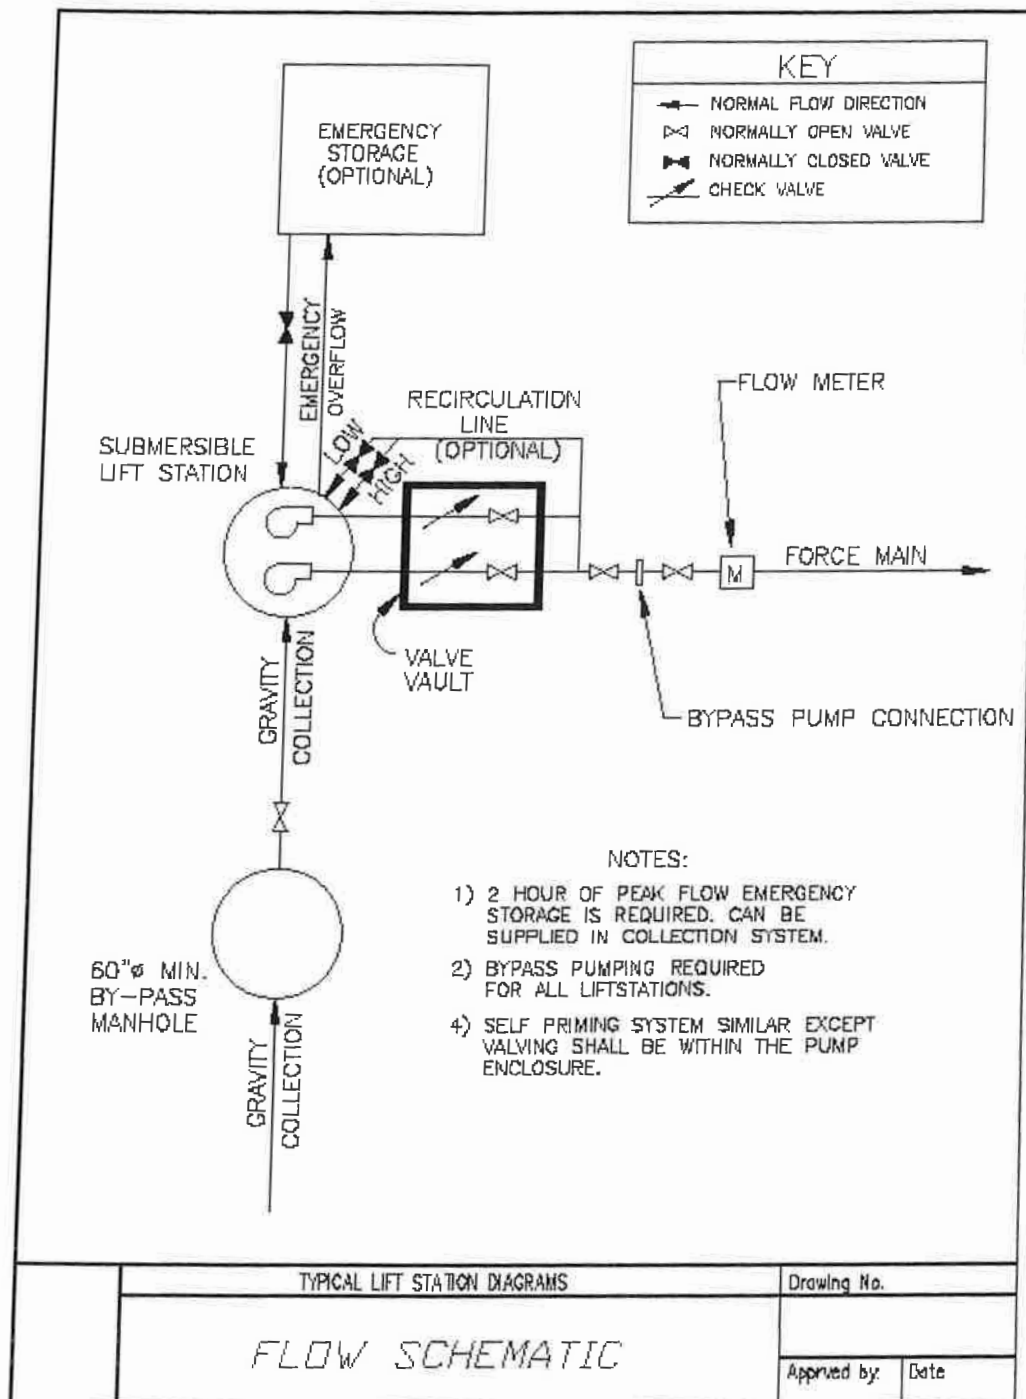 KEY
NORMAL FLOW DIRECTION
NORMALLY OPEN VALVE
NORMALLY CLOSED VALVE
CHECK VALVE
EMERGENCY
STORAGE
(OPTIONAL)
EMERGENCY
OVERFLOW
RECIRCULATION
LINE
(OPTIONAL)
LOW
HIGH
SUBMERSIBLE
LIFT STATION
FLOW METER
M
FORCE MAIN
VALVE
VAULT
BYPASS PUMP CONNECTION
GRAVITY
COLLECTION
60"ø MIN.
BY-PASS
MANHOLE
GRAVITY
COLLECTION
NOTES:
1) 2 HOUR OF PEAK FLOW EMERGENCY
STORAGE IS REQUIRED. CAN BE
SUPPLIED IN COLLECTION SYSTEM.
2) BYPASS PUMPING REQUIRED
FOR ALL LIFTSTATIONS.
4) SELF PRIMING SYSTEM SIMILAR EXCEPT
VALVING SHALL BE WITHIN THE PUMP
ENCLOSURE.
TYPICAL LIFT STATION DIAGRAMS
Drawing No.
FLOW SCHEMATIC
Apprved by:
Date